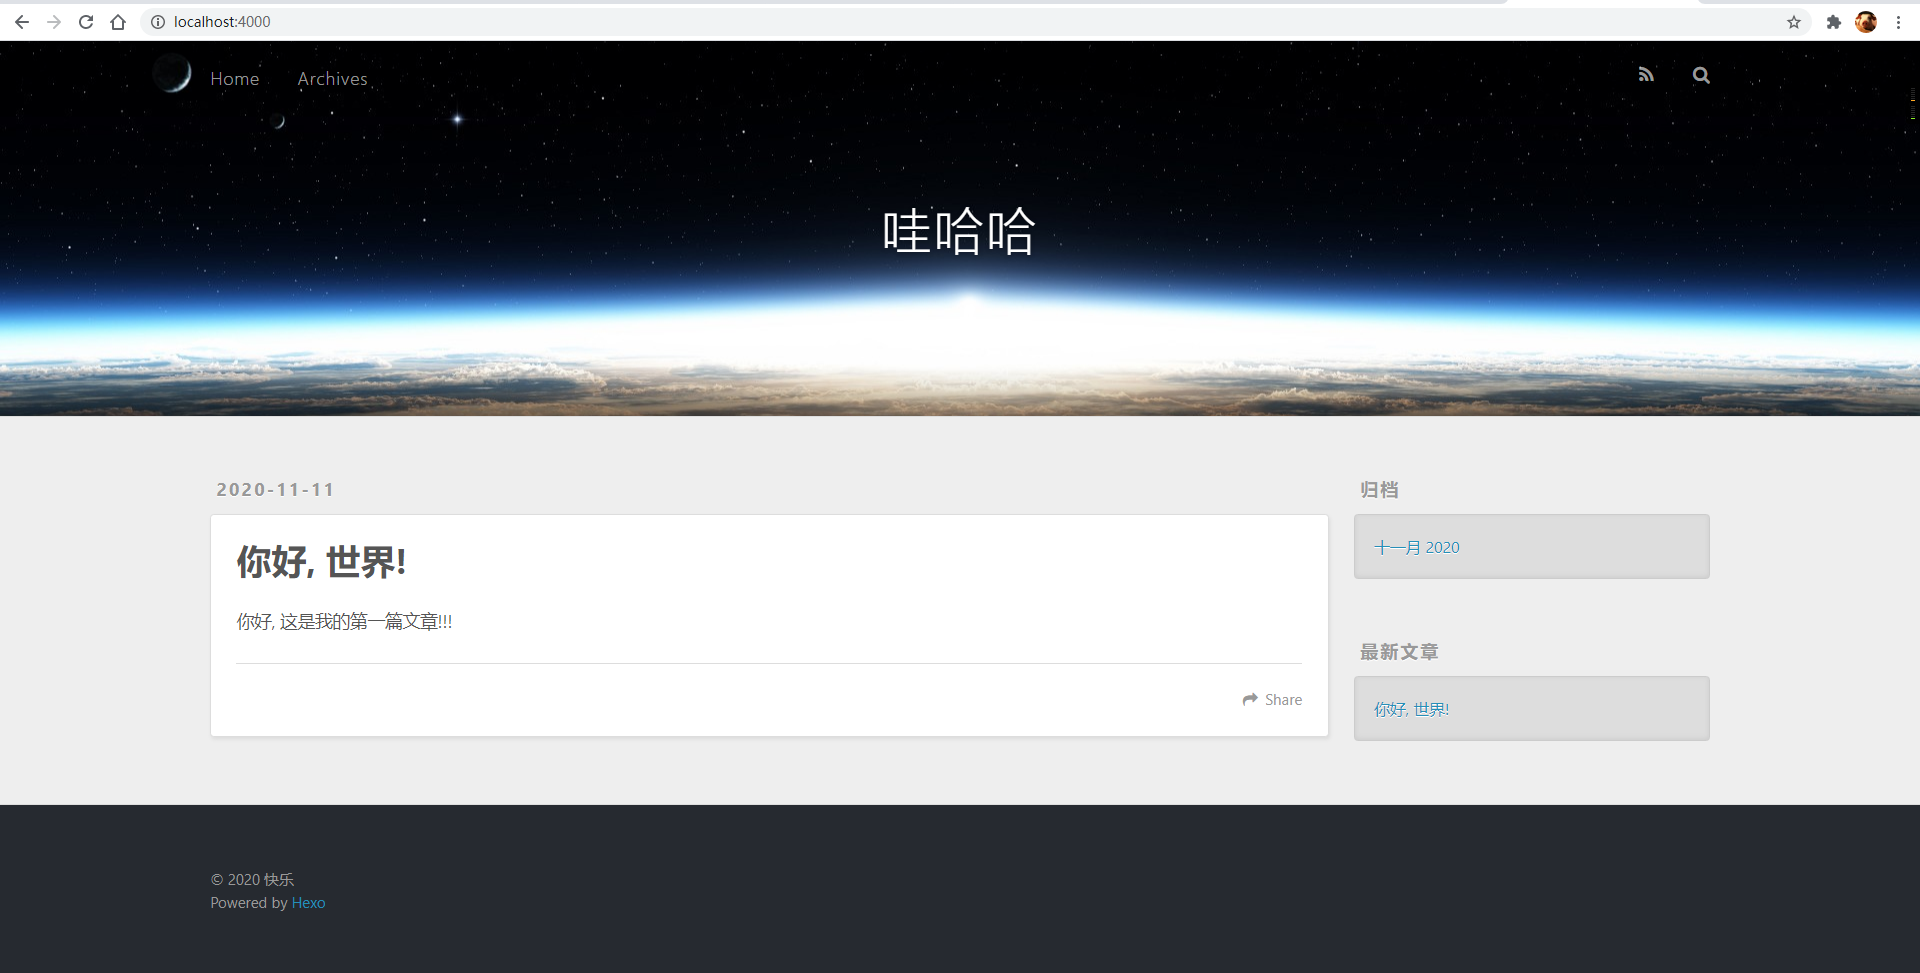 localhost:4000
Home Archives
哇哈哈
2020-11-11
你好, 世界!
你好, 这是我的第一篇文章!!!
Share
归档
十一月 2020
最新文章
你好, 世界!
© 2020 快乐
Powered by Hexo